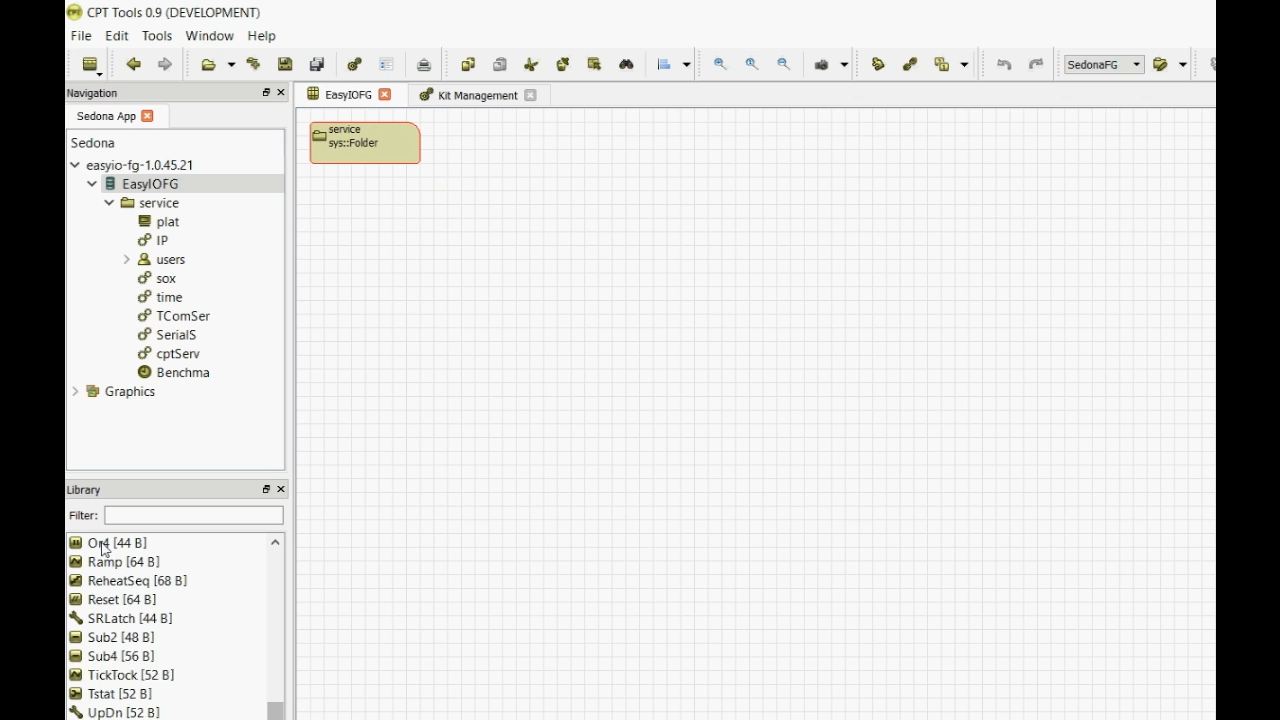 CPT Tools 0.9 (DEVELOPMENT)
File Edit Tools Window Help
SedonaFG
Navigation
Sedona App
Sedona
easyio-fg-1.0.45.21
EasyIOFG
service
plat
IP
users
sox
time
TComSer
SerialS
cptServ
Benchma
Graphics
Library
Filter:
Or4 [44 B]
Ramp [64 B]
ReheatSeq [68 B]
Reset [64 B]
SRLatch [44 B]
Sub2 [48 B]
Sub4 [56 B]
TickTock [52 B]
Tstat [52 B]
UpDn [52 B]
EasyIOFG
Kit Management
service
sys::Folder